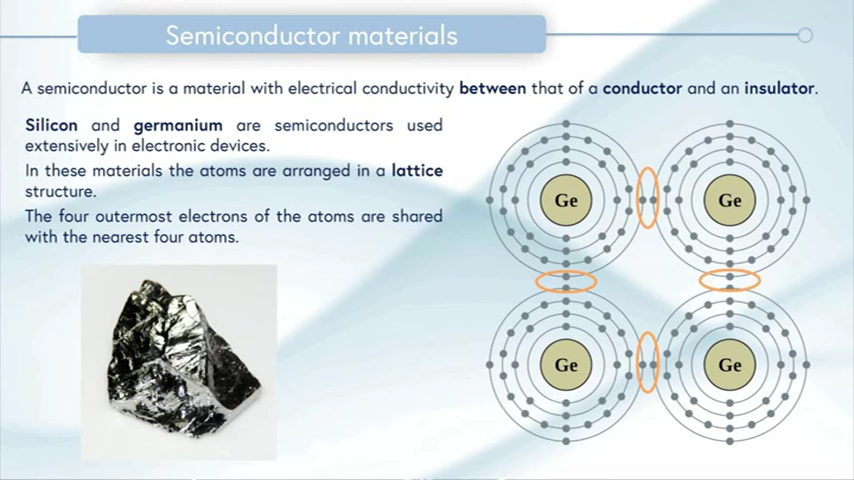 Semiconductor materials
A semiconductor is a material with electrical conductivity between that of a conductor and an insulator.
Silicon and germanium are semiconductors used
extensively in electronic devices.
In these materials the atoms are arranged in a lattice
structure.
The four outermost electrons of the atoms are shared
with the nearest four atoms.
Ge
Ge
Ge
Ge